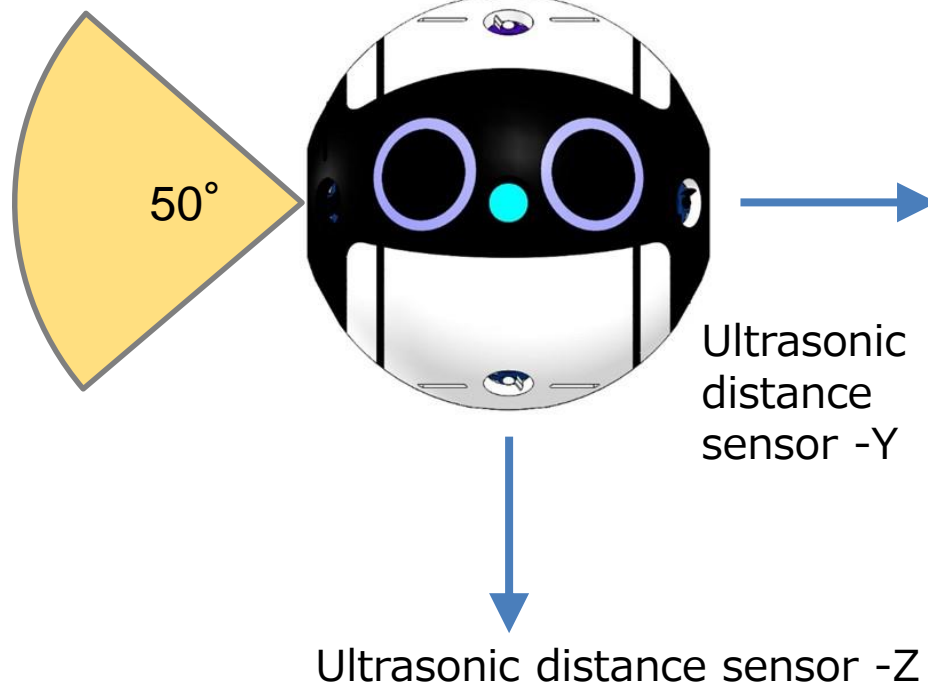 50°
Ultrasonic
distance
sensor -Y
Ultrasonic distance sensor -Z